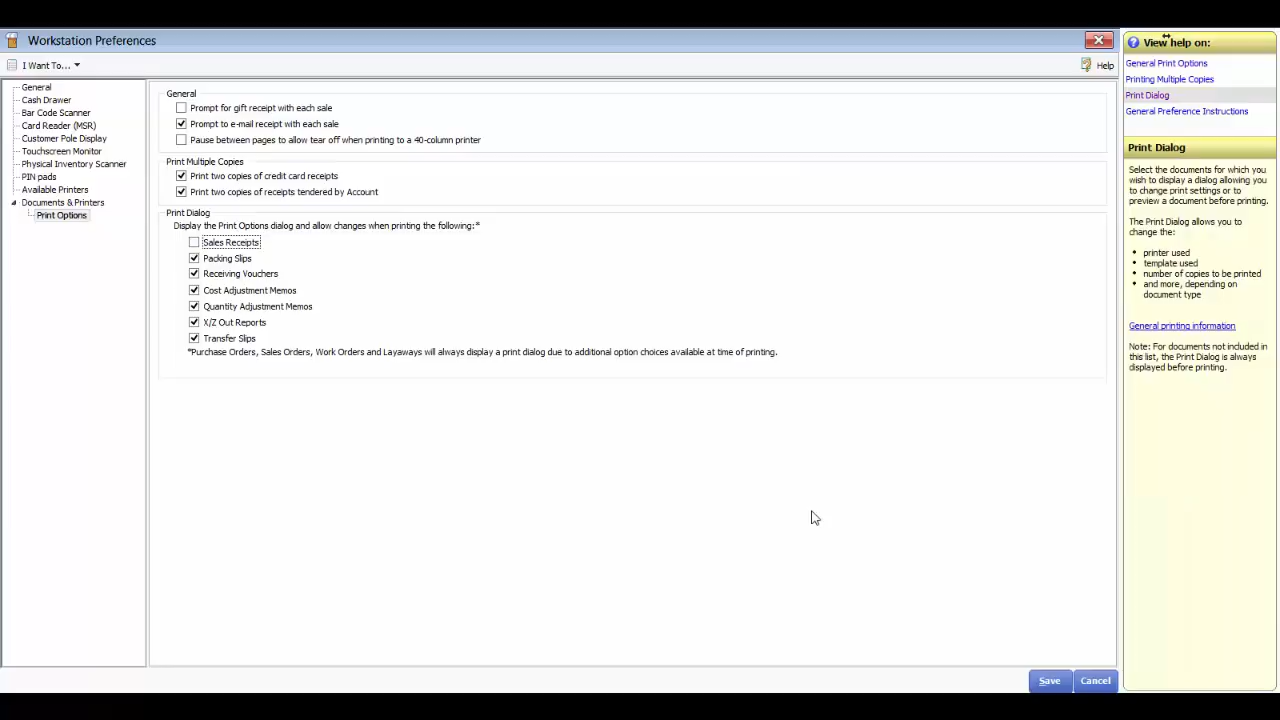 Workstation Preferences
I Want To...
Help
General
Cash Drawer
Bar Code Scanner
Card Reader (MSR)
Customer Pole Display
Touchscreen Monitor
Physical Inventory Scanner
PIN pads
Available Printers
Documents & Printers
Print Options
General
Prompt for gift receipt with each sale
Prompt to e-mail receipt with each sale
Pause between pages to allow tear off when printing to a 40-column printer
Print Multiple Copies
Print two copies of credit card receipts
Print two copies of receipts tendered by Account
Print Dialog
Display the Print Options dialog and allow changes when printing the following:*
Sales Receipts
Packing Slips
Receiving Vouchers
Cost Adjustment Memos
Quantity Adjustment Memos
X/Z Out Reports
Transfer Slips
*Purchase Orders, Sales Orders, Work Orders and Layaways will always display a print dialog due to additional option choices available at time of printing.
Save
Cancel
View help on:
General Print Options
Printing Multiple Copies
Print Dialog
General Preference Instructions
Print Dialog
Select the documents for which you
wish to display a dialog allowing you
to change print settings or to
preview a document before printing.
The Print Dialog allows you to
change the:
• printer used
• template used
• number of copies to be printed
• and more, depending on
document type
General printing information
Note: For documents not included in
this list, the Print Dialog is always
displayed before printing.